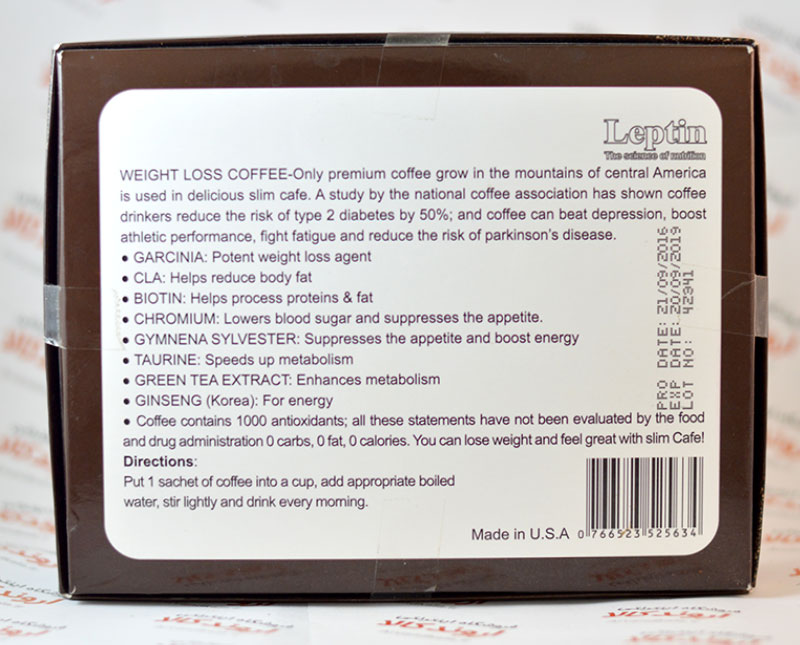 Leptin
The science of nutrition
WEIGHT LOSS COFFEE-Only premium coffee grow in the mountains of central America
is used in delicious slim cafe. A study by the national coffee association has shown coffee
drinkers reduce the risk of type 2 diabetes by 50%; and coffee can beat depression, boost
athletic performance, fight fatigue and reduce the risk of parkinson's disease.
• GARCINIA: Potent weight loss agent
• CLA: Helps reduce body fat
• BIOTIN: Helps process proteins & fat
• CHROMIUM: Lowers blood sugar and suppresses the appetite.
• GYMNENA SYLVESTER: Suppresses the appetite and boost energy
• TAURINE: Speeds up metabolism
• GREEN TEA EXTRACT: Enhances metabolism
• GINSENG (Korea): For energy
• Coffee contains 1000 antioxidants; all these statements have not been evaluated by the food
and drug administration 0 carbs, 0 fat, 0 calories. You can lose weight and feel great with slim Cafe!
PRO DATE: 21/09/2016
EXP DATE: 20/09/2019
LOT NO: 42941
Directions:
Put 1 sachet of coffee into a cup, add appropriate boiled
water, stir lightly and drink every morning.
Made in U.S.A
0 766523 525634